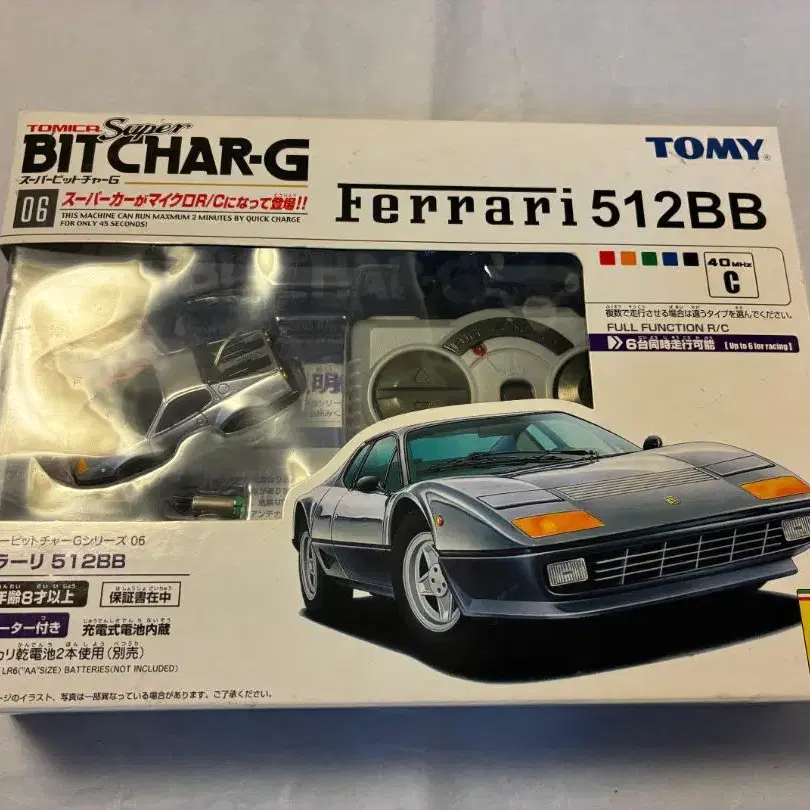 TOMICA Super
BIT CHAR-G
スーパービットチャーG
TOMY
06
スーパーカーがマイクロR/Cになって登場!!
THIS MACHINE CAN RUN MAXMUM 2 MINUTES BY QUICK CHARGE
FOR ONLY 45 SECONDS!
Ferrari 512BB
40MHz
C
複数で走行させる場合は違うタイプを選んでください。
FULL FUNCTION R/C
6台同時走行可能 [Up to 6 for racing]
BIT CHAR-G
明
ービットチャーGシリーズ 06
ラーリ 512BB
年齢8才以上
保証書在中
ーター付き
充電式電池内蔵
カリ乾電池2本使用(別売)
LR6("AA"SIZE) BATTERIES(NOT INCLUDED)
ージのイラスト、写真は一部異なっている場合があります。ご了承ください。